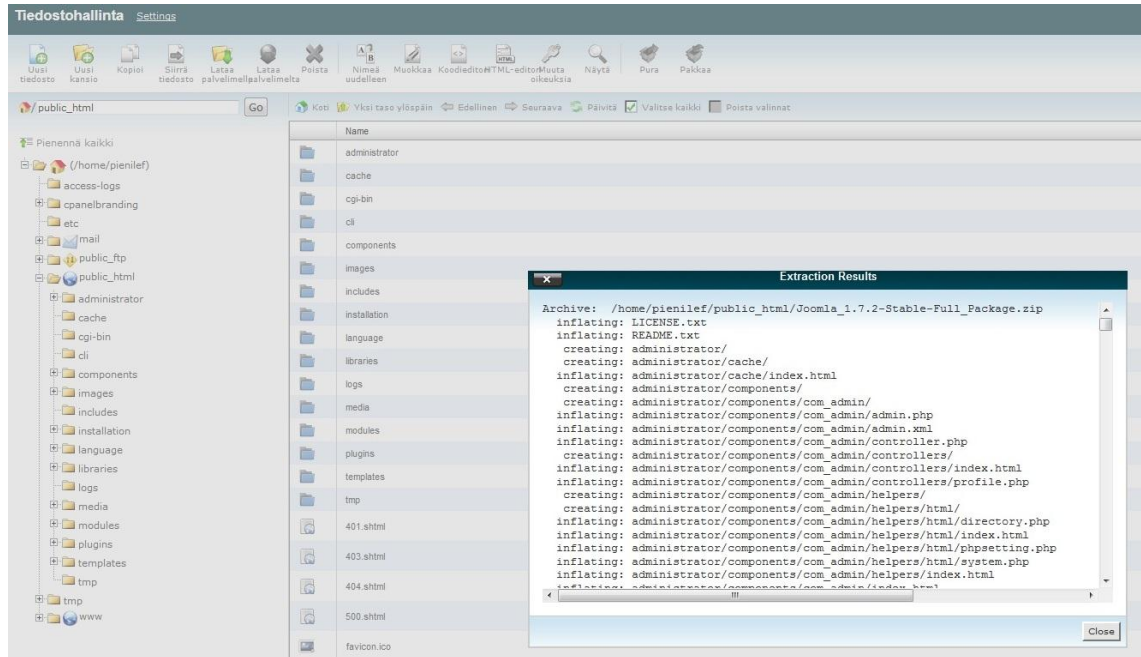 Tiedostohallinta Settings
Uusi tiedosto
Uusi kansio
Kopioi
Siirrä tiedosto
Lataa palvelimelle
Lataa palvelimelta
Poista
Nimeä uudelleen
Muokkaa
Koodieditori
HTML-editor
Muuta oikeuksia
Näytä
Pura
Pakkaa
/ public_html Go
Koti Yksi taso ylöspäin Edellinen Seuraava Päivitä Valitse kaikki Poista valinnat
Pienennä kaikki
(/home/pienilef)
access-logs
cpanelbranding
etc
mail
public_ftp
public_html
administrator
cache
cgi-bin
cli
components
images
includes
installation
language
libraries
logs
media
modules
plugins
templates
tmp
tmp
www
Name
administrator
cache
cgi-bin
cli
components
images
includes
installation
language
libraries
logs
media
modules
plugins
templates
tmp
401.shtml
403.shtml
404.shtml
500.shtml
favicon.ico
x Extraction Results
Archive: /home/pienilef/public_html/Joomla_1.7.2-Stable-Full_Package.zip
inflating: LICENSE.txt
inflating: README.txt
creating: administrator/
creating: administrator/cache/
inflating: administrator/cache/index.html
creating: administrator/components/
creating: administrator/components/com_admin/
inflating: administrator/components/com_admin/admin.php
inflating: administrator/components/com_admin/admin.xml
inflating: administrator/components/com_admin/controller.php
creating: administrator/components/com_admin/controllers/
inflating: administrator/components/com_admin/controllers/index.html
inflating: administrator/components/com_admin/controllers/profile.php
creating: administrator/components/com_admin/helpers/
creating: administrator/components/com_admin/helpers/html/
inflating: administrator/components/com_admin/helpers/html/directory.php
inflating: administrator/components/com_admin/helpers/html/index.html
inflating: administrator/components/com_admin/helpers/html/phpsetting.php
inflating: administrator/components/com_admin/helpers/html/system.php
inflating: administrator/components/com_admin/helpers/index.html
inflating: administrator/components/com_admin/index.html
Close